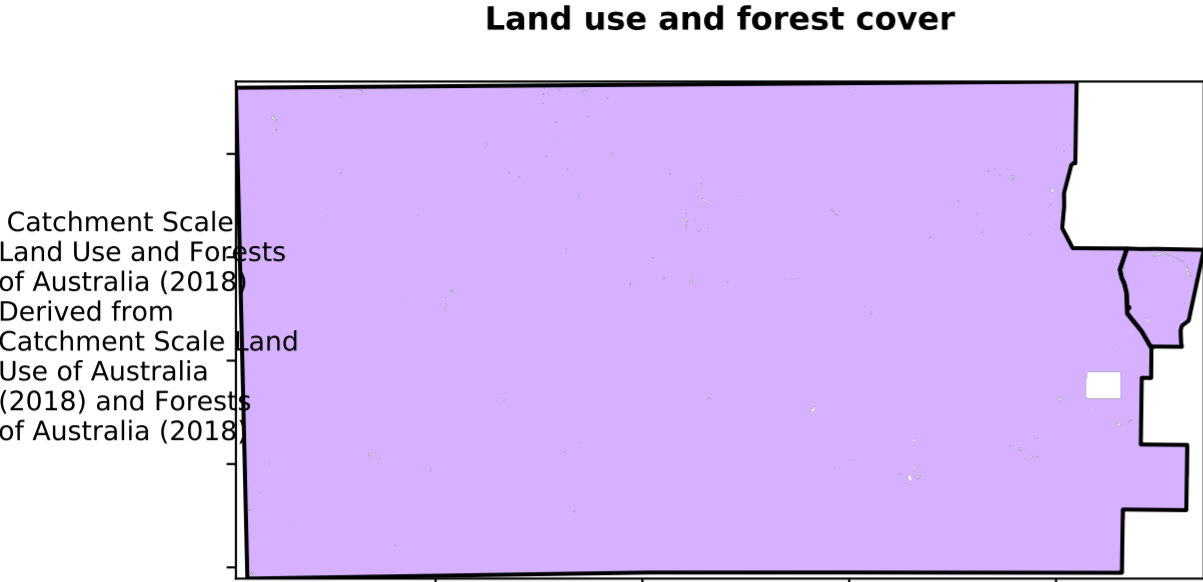 Land use and forest cover
Catchment Scale
Land Use and Forests
of Australia (2018)
Derived from
Catchment Scale Land
Use of Australia
(2018) and Forests
of Australia (2018)